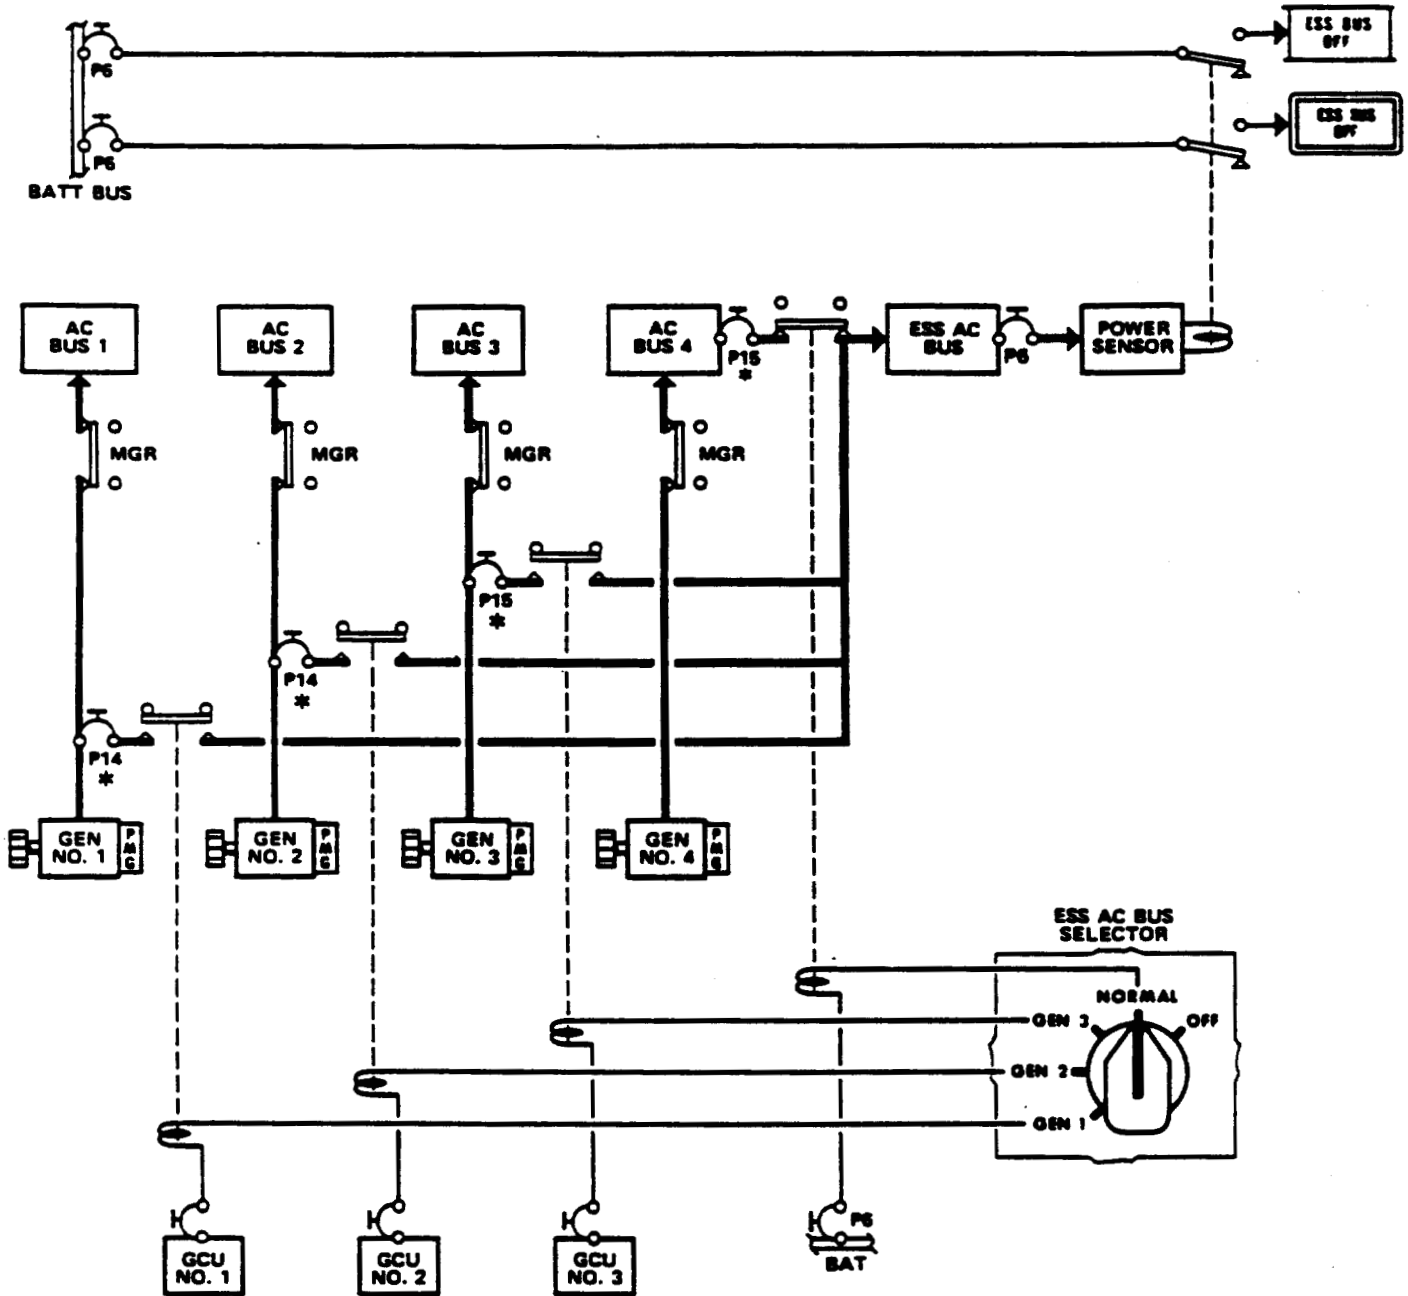 ESS BUS
OFF
P6
ESS BUS
OFF
P6
BATT BUS
AC
BUS 1
AC
BUS 2
AC
BUS 3
AC
BUS 4
P15
*
ESS AC
BUS
P6
POWER
SENSOR
MGR
MGR
MGR
MGR
P15
*
P14
*
P14
*
GEN
NO. 1
PMG
GEN
NO. 2
PMG
GEN
NO. 3
PMG
GEN
NO. 4
PMG
ESS AC BUS
SELECTOR
NORMAL
GEN 3
OFF
GEN 2
GEN 1
P6
GCU
NO. 1
GCU
NO. 2
GCU
NO. 3
BAT